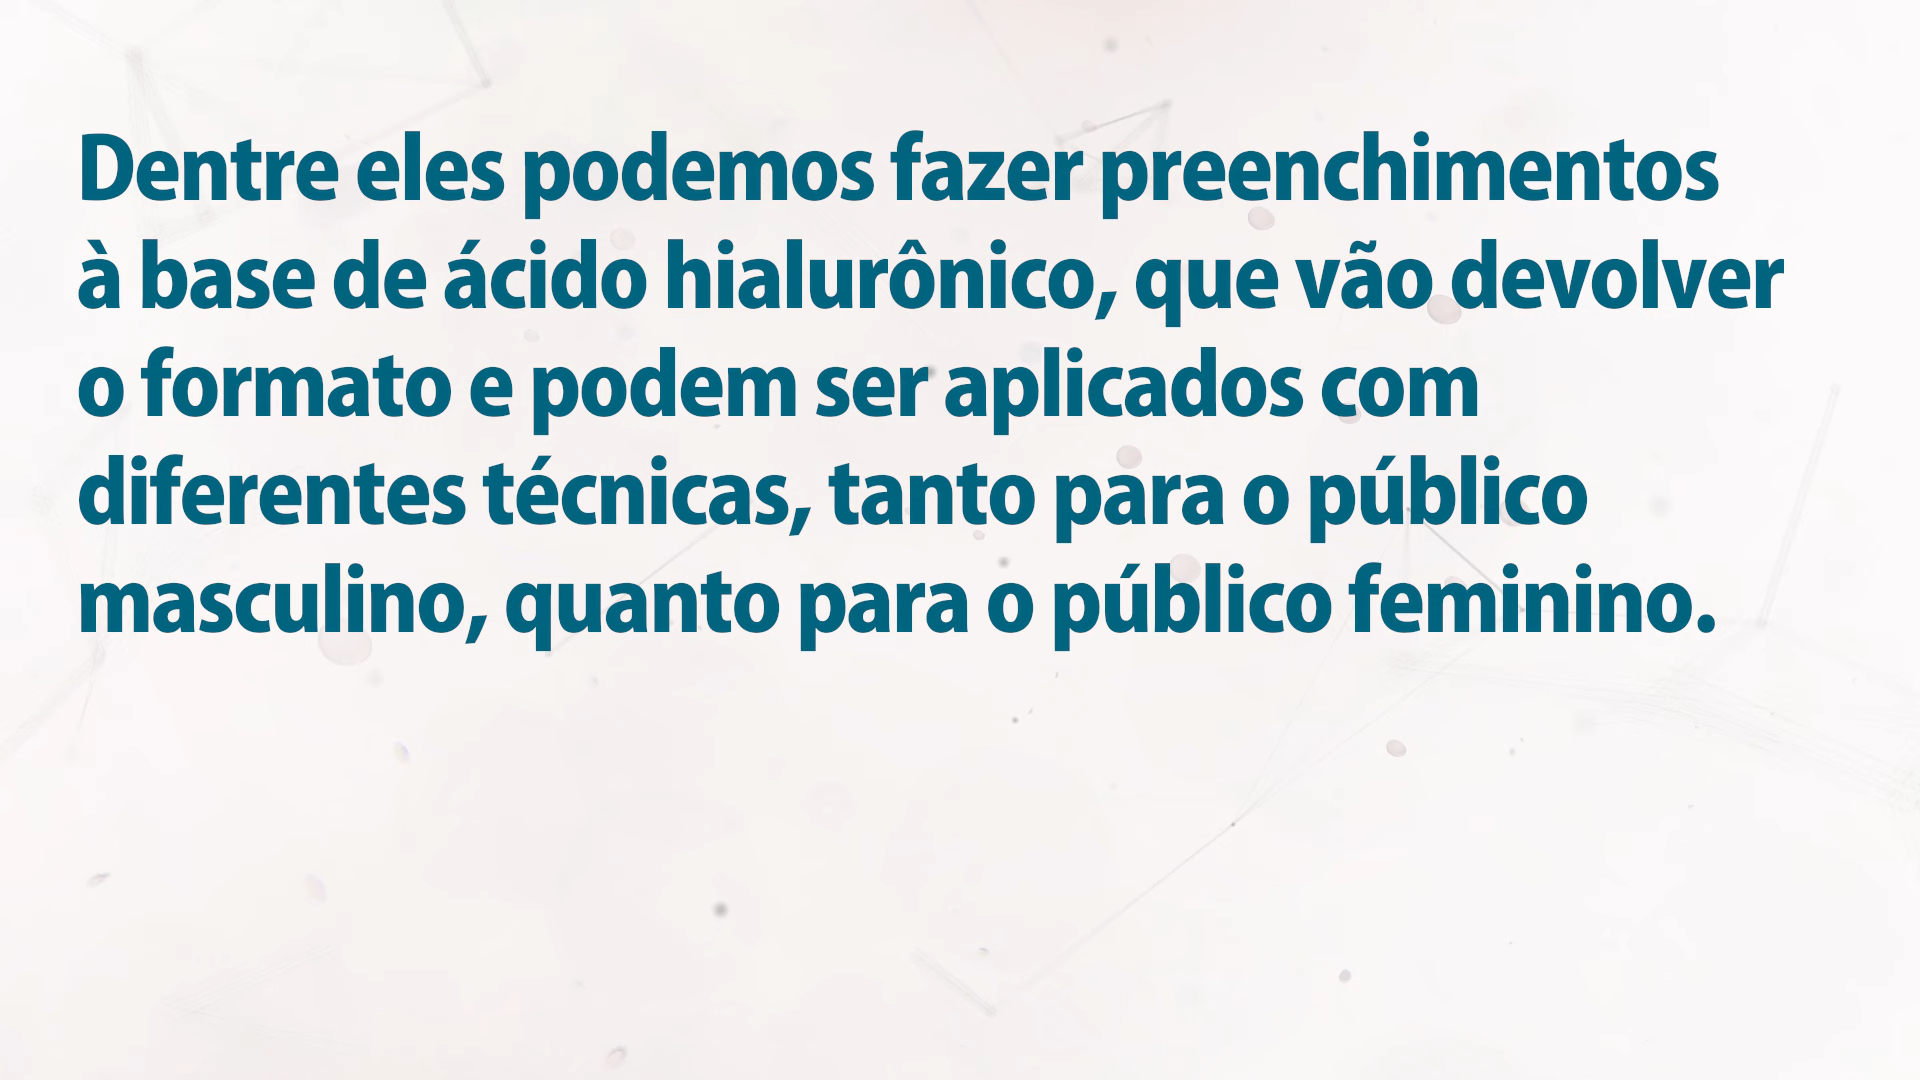 Dentre eles podemos fazer preenchimentos
à base de ácido hialurônico, que vão devolver
o formato e podem ser aplicados com
diferentes técnicas, tanto para o público
masculino, quanto para o público feminino.